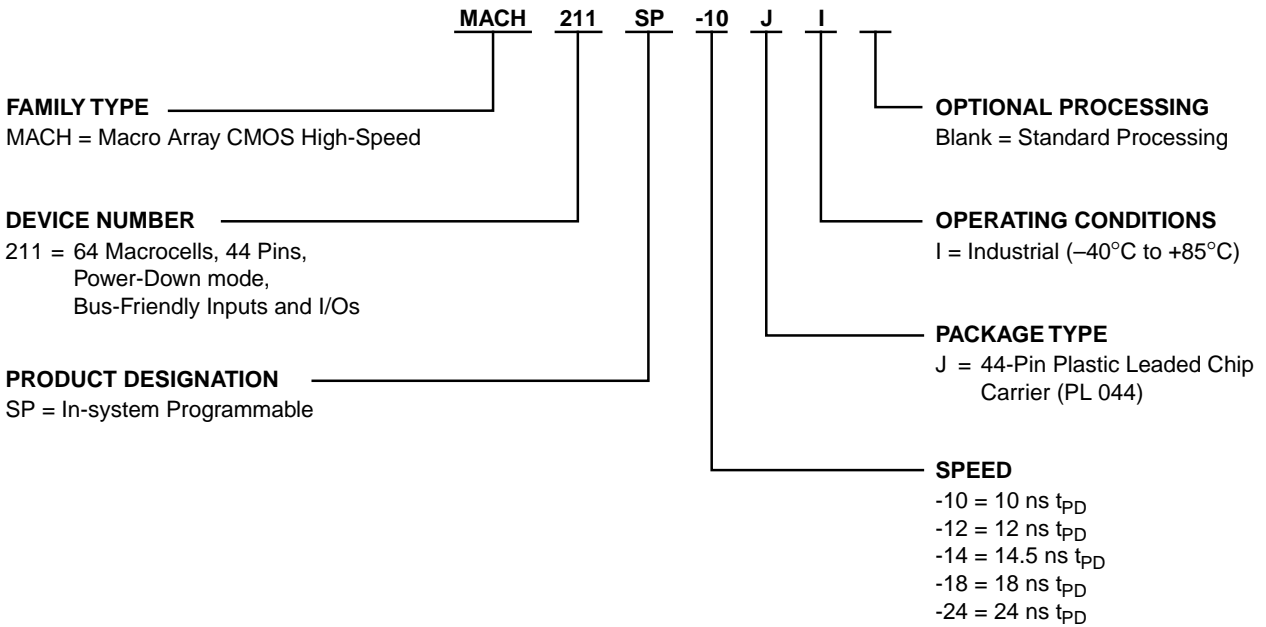 MACH 211 SP -10 J I
FAMILY TYPE
MACH = Macro Array CMOS High-Speed
DEVICE NUMBER
211 = 64 Macrocells, 44 Pins,
Power-Down mode,
Bus-Friendly Inputs and I/Os
PRODUCT DESIGNATION
SP = In-system Programmable
OPTIONAL PROCESSING
Blank = Standard Processing
OPERATING CONDITIONS
I = Industrial (–40°C to +85°C)
PACKAGE TYPE
J = 44-Pin Plastic Leaded Chip
Carrier (PL 044)
SPEED
-10 = 10 ns tPD
-12 = 12 ns tPD
-14 = 14.5 ns tPD
-18 = 18 ns tPD
-24 = 24 ns tPD